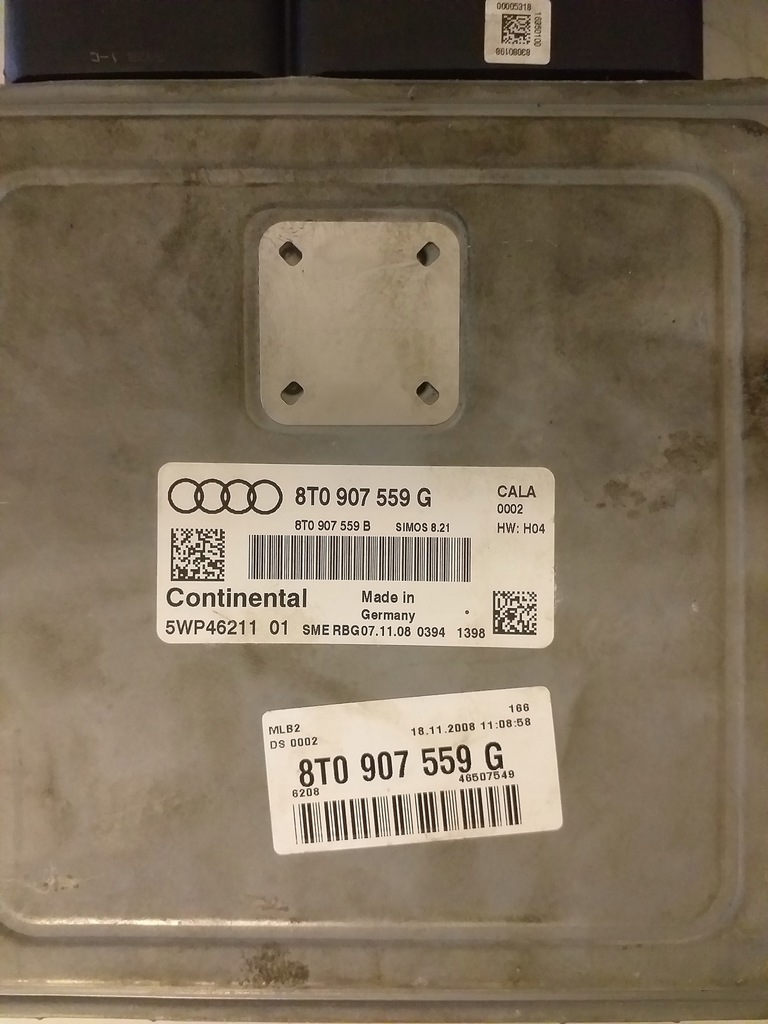 00005318
16950100
83080198
8T0 907 559 G
CALA
0002
8T0 907 559 B SIMOS 8.21
HW: H04
Continental
Made in
Germany
5WP46211 01 SME RBG07.11.08 0394 1398
166
MLB2
18.11.2008 11:08:58
DS 0002
8T0 907 559 G
6208
46507549